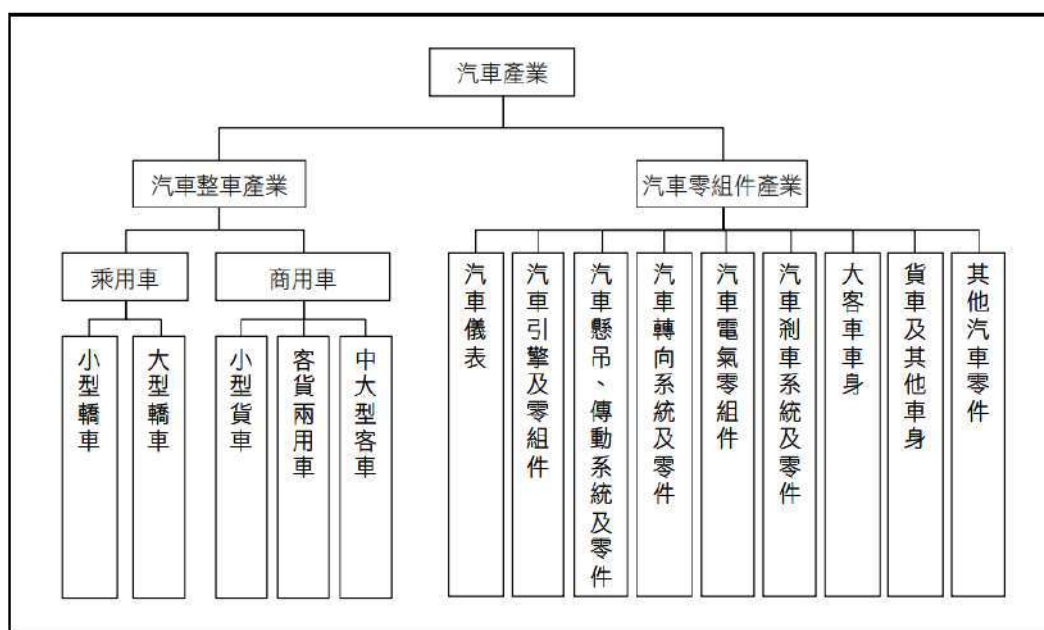 汽車產業
汽車整車產業
汽車零組件產業
乘用車
商用車
小型轎車
大型轎車
小型貨車
客貨兩用車
中大型客車
汽車儀表
汽車引擎及零組件
汽車懸吊、傳動系統及零件
汽車轉向系統及零件
汽車電氣零組件
汽車剎車系統及零件
大客車車身
貨車及其他車身
其他汽車零件